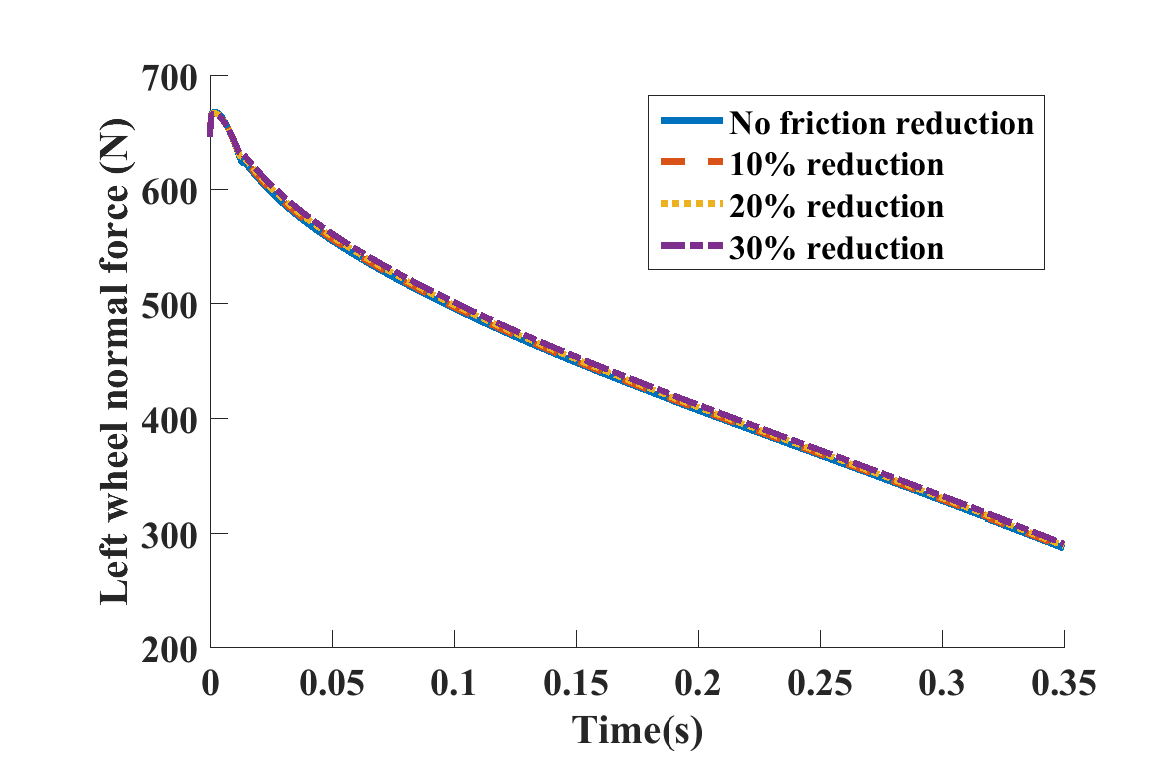 700
600
500
400
300
200
Left wheel normal force (N)
No friction reduction
10% reduction
20% reduction
30% reduction
0 0.05 0.1 0.15 0.2 0.25 0.3 0.35
Time(s)